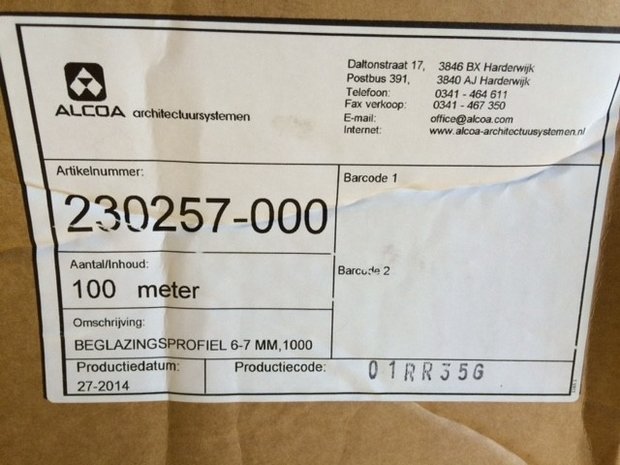 ALCOA architectuursystemen
Daltonstraat 17, 3846 BX Harderwijk
Postbus 391, 3840 AJ Harderwijk
Telefoon: 0341 - 464 611
Fax verkoop: 0341 - 467 350
E-mail: office@alcoa.com
Internet: www.alcoa-architectuusystemen.nl
Artikelnummer:
230257-000
Barcode 1
Aantal/Inhoud:
100 meter
Barcode 2
Omschrijving:
BEGLAZINGSPROFIEL 6-7 MM,1000
Productiedatum:
27-2014
Productiecode: 01RR35G